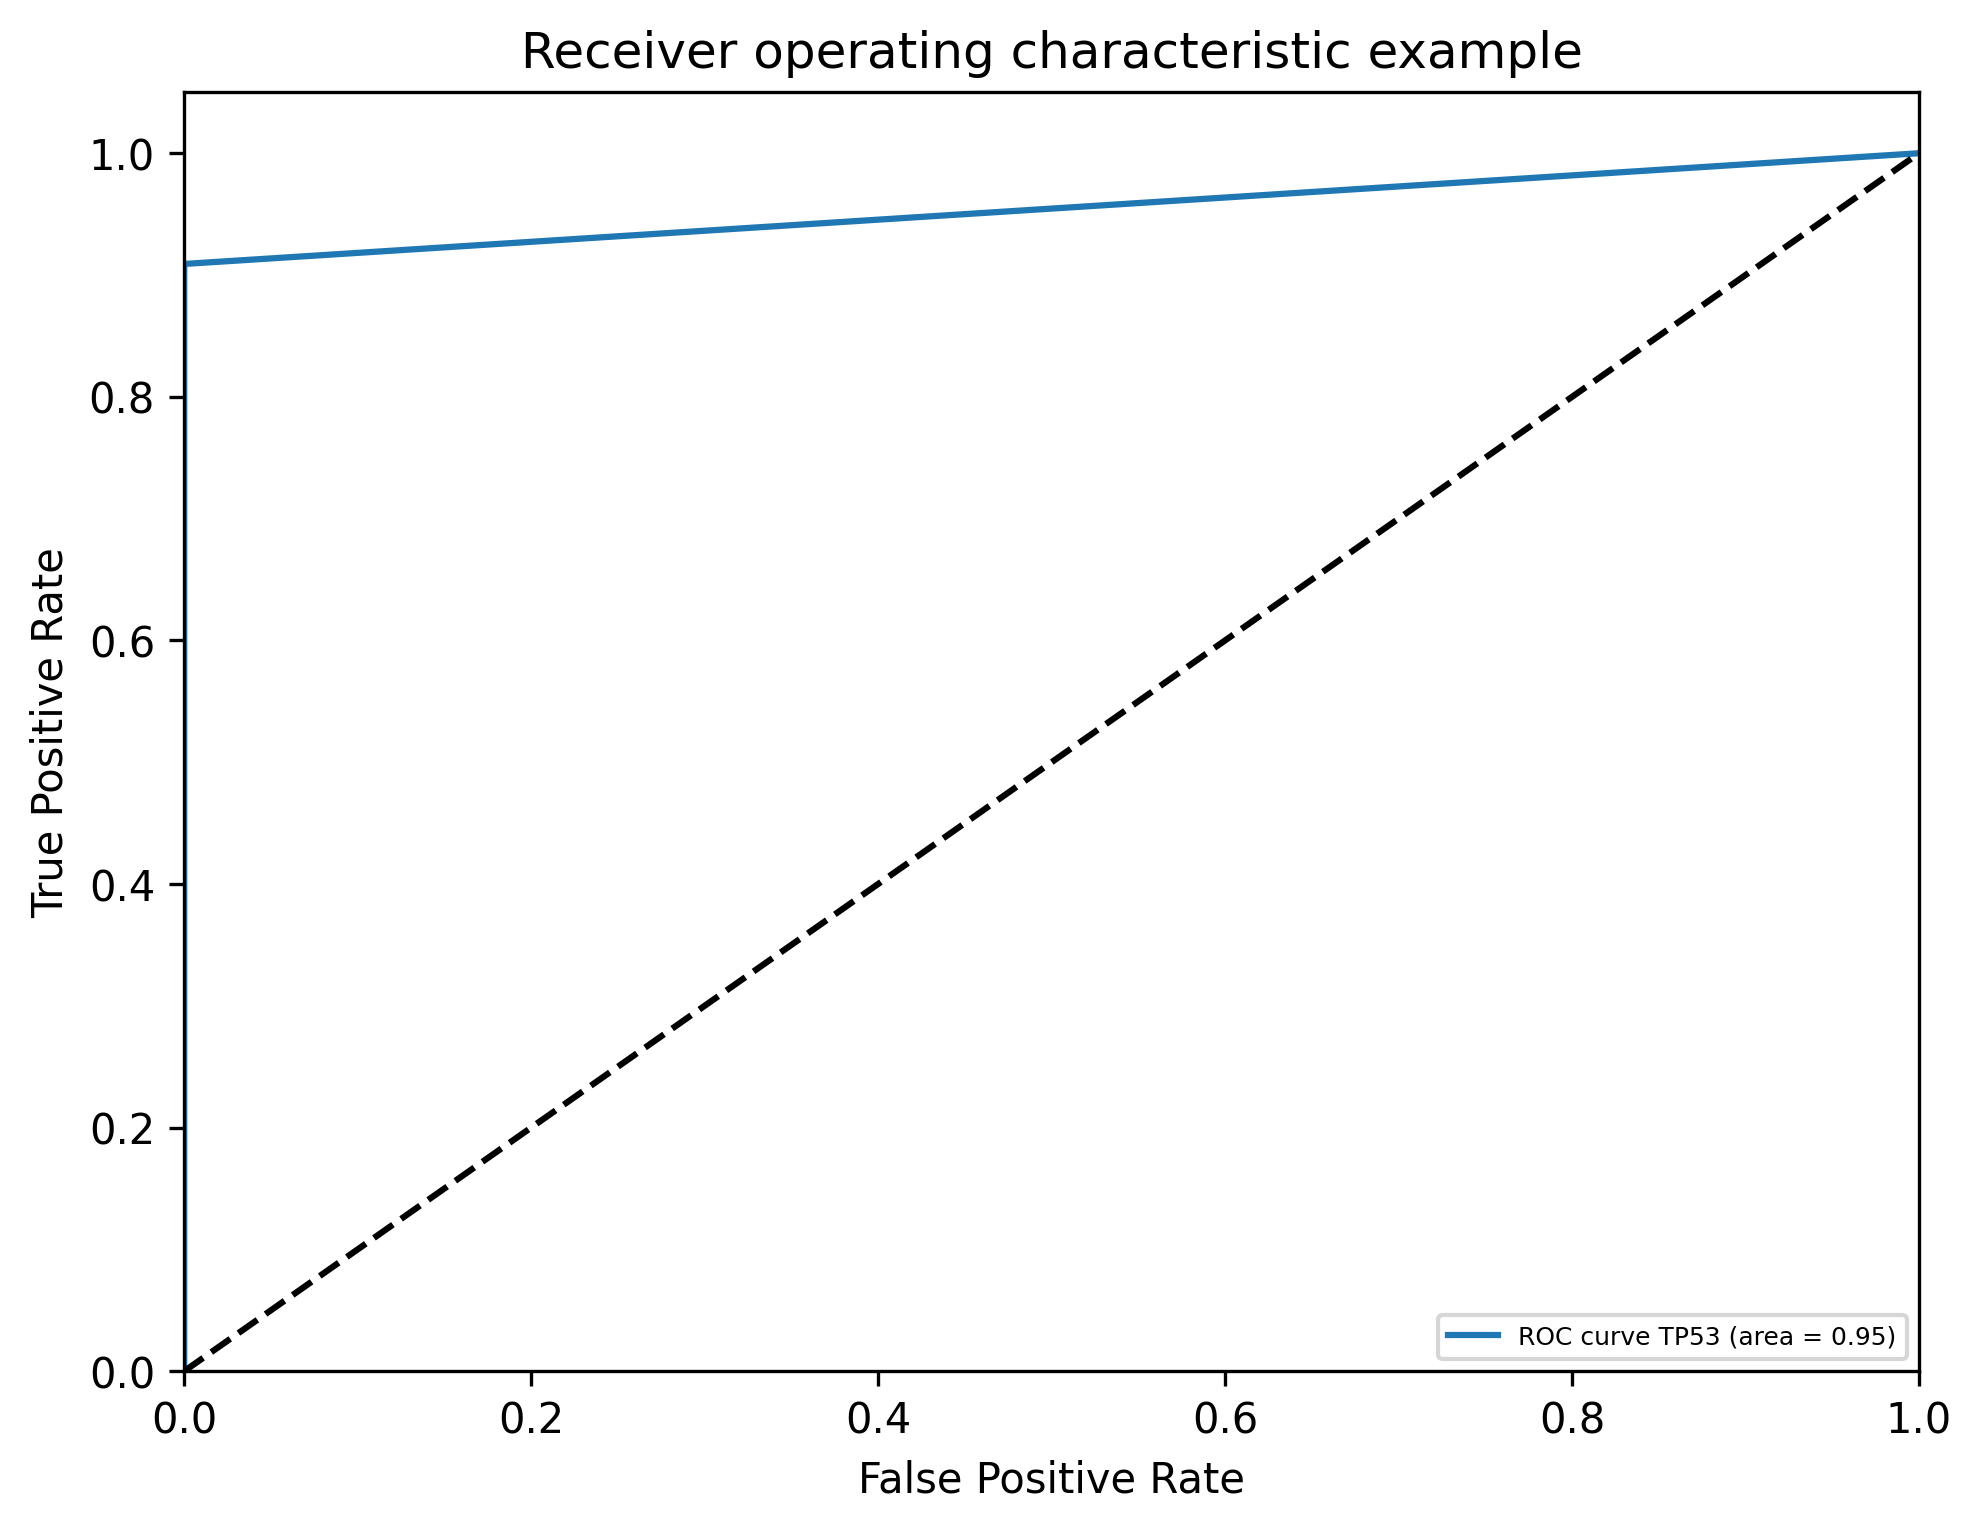 Receiver operating characteristic example
True Positive Rate
1.0
0.8
0.6
0.4
0.2
0.0
ROC curve TP53 (area = 0.95)
0.0 0.2 0.4 0.6 0.8 1.0
False Positive Rate